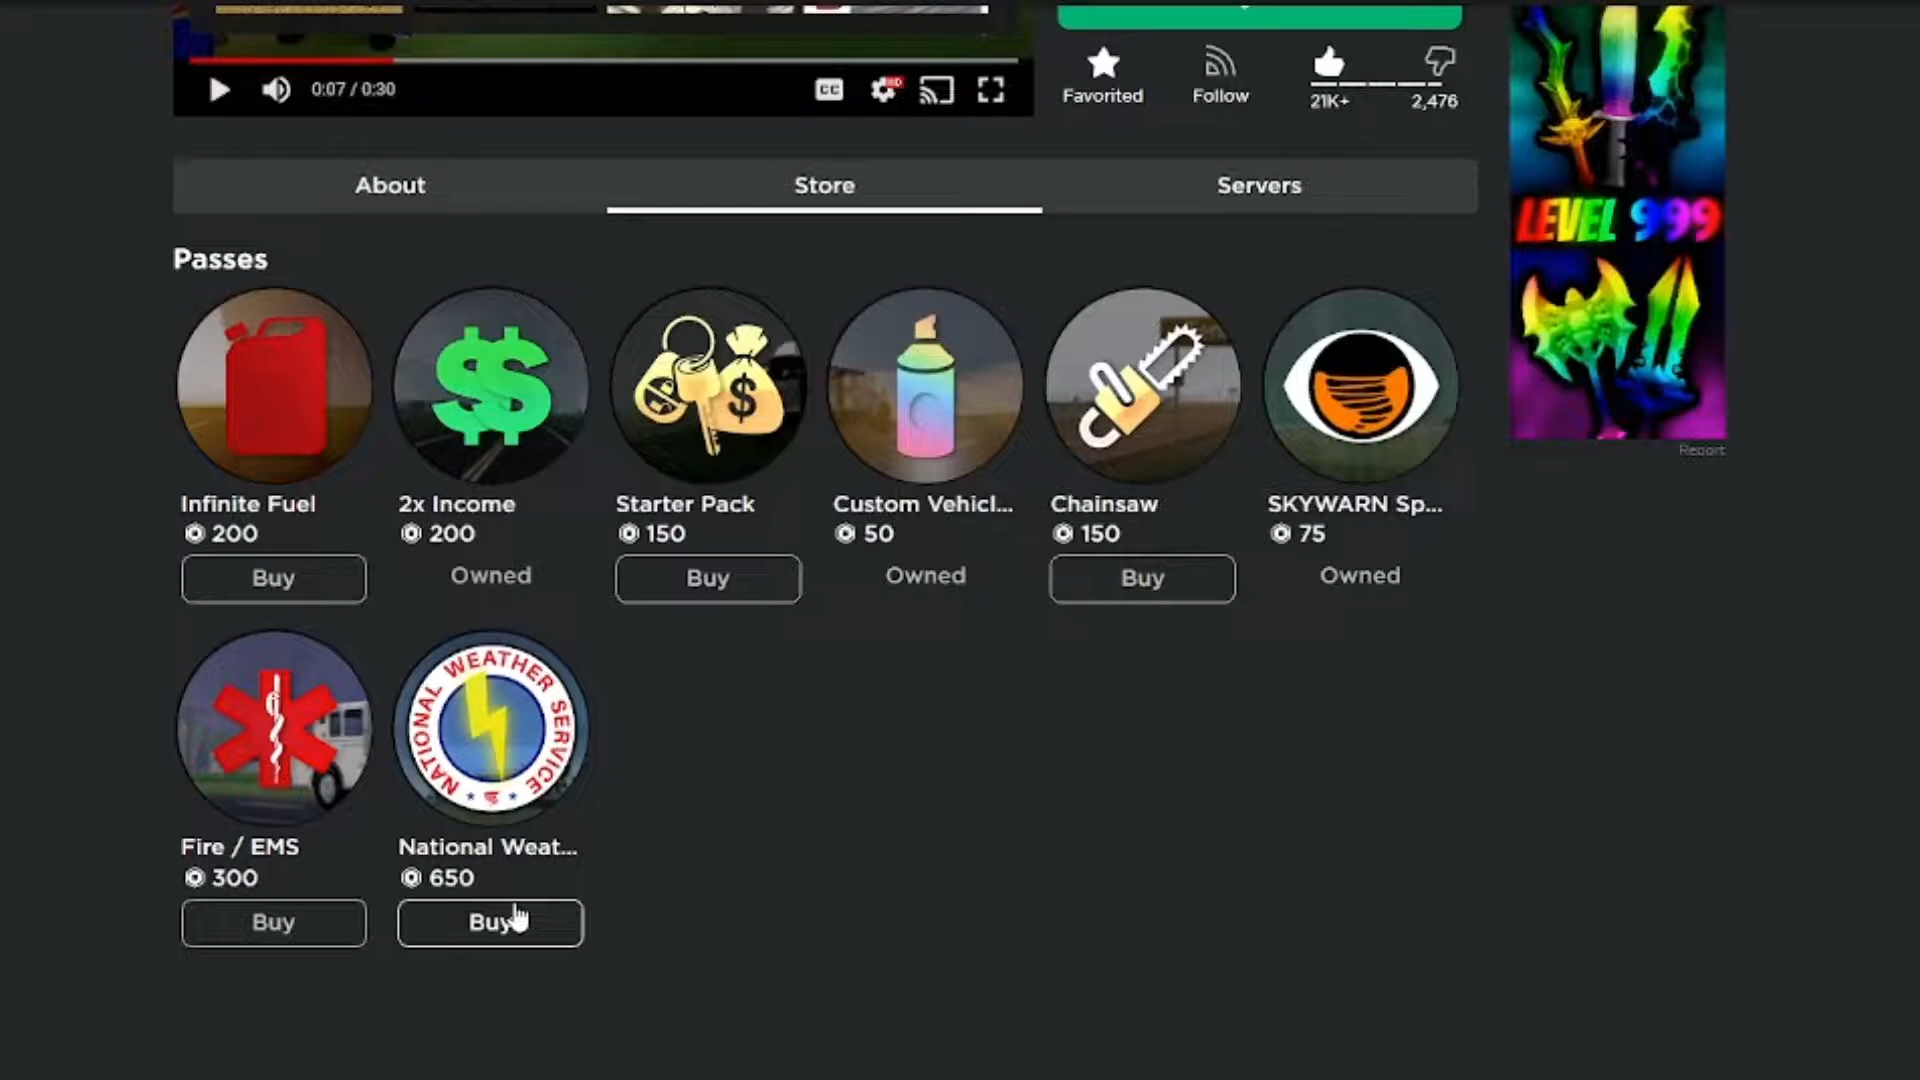 0:07 / 0:30
CC
HD
Favorited
Follow
21K+
2,476
About
Store
Servers
LEVEL 999
Report
Passes
Infinite Fuel
200
Buy
2x Income
200
Owned
Starter Pack
150
Buy
Custom Vehicl...
50
Owned
Chainsaw
150
Buy
SKYWARN Sp...
75
Owned
Fire / EMS
300
Buy
NATIONAL WEATHER SERVICE
National Weat...
650
Buy